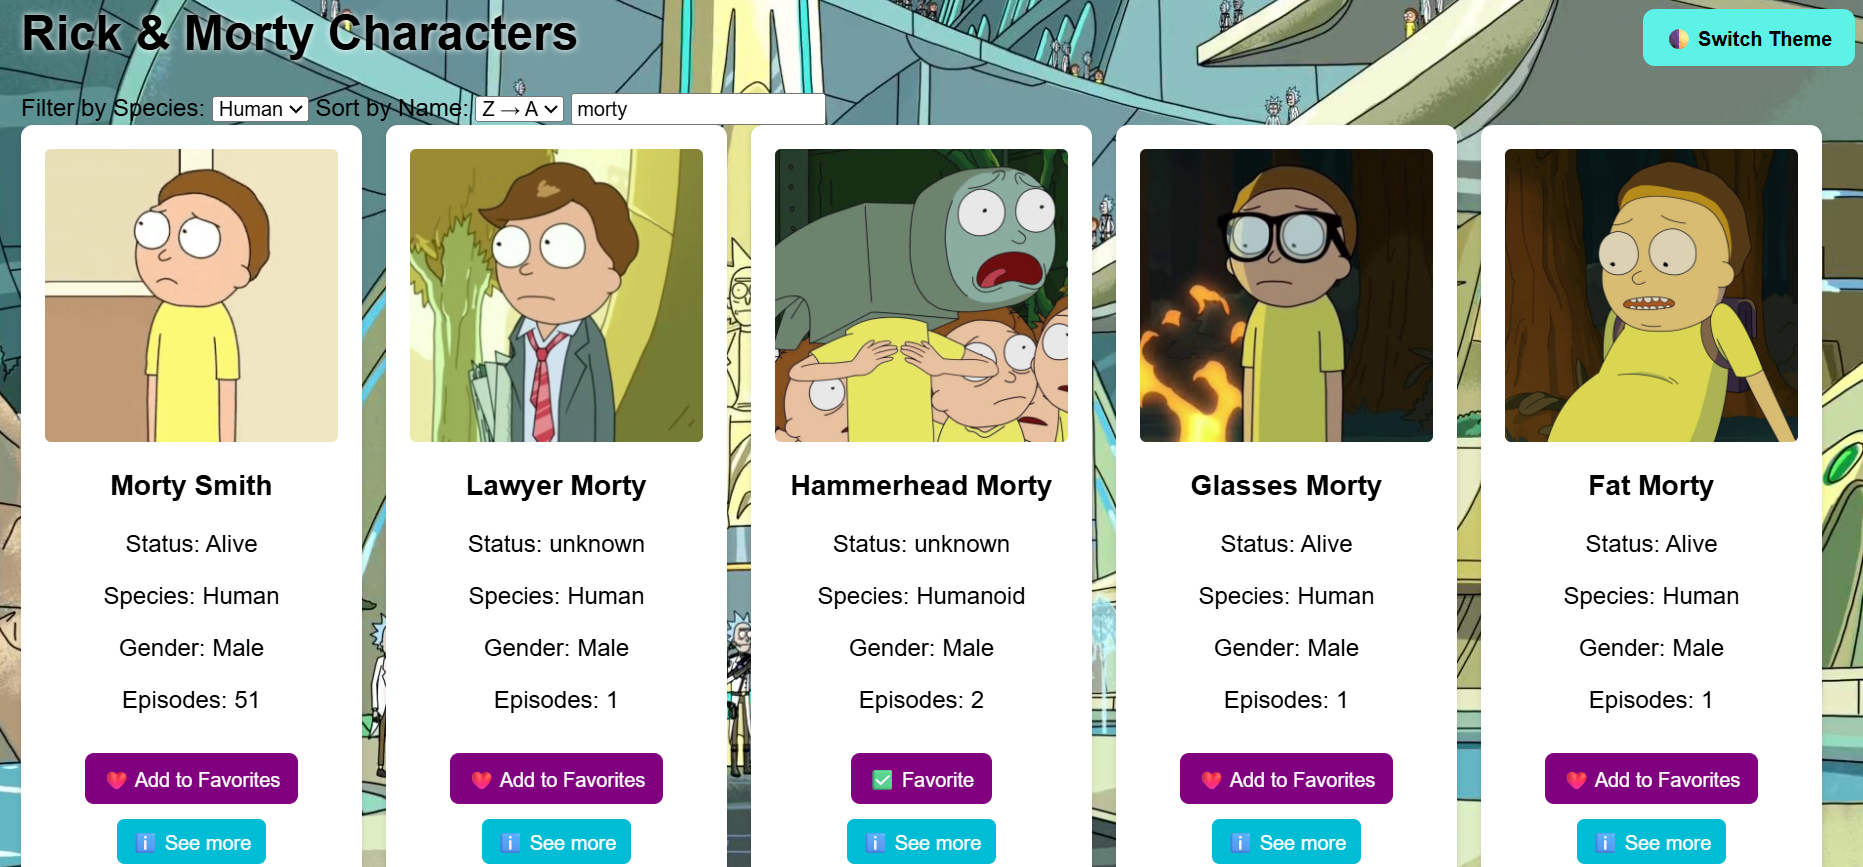 Rick & Morty Characters
🌗 Switch Theme
Filter by Species: Human Sort by Name: Z → A morty
Morty Smith
Status: Alive
Species: Human
Gender: Male
Episodes: 51
❤️ Add to Favorites
ℹ️ See more
Lawyer Morty
Status: unknown
Species: Human
Gender: Male
Episodes: 1
❤️ Add to Favorites
ℹ️ See more
Hammerhead Morty
Status: unknown
Species: Humanoid
Gender: Male
Episodes: 2
✅ Favorite
ℹ️ See more
Glasses Morty
Status: Alive
Species: Human
Gender: Male
Episodes: 1
❤️ Add to Favorites
ℹ️ See more
Fat Morty
Status: Alive
Species: Human
Gender: Male
Episodes: 1
❤️ Add to Favorites
ℹ️ See more